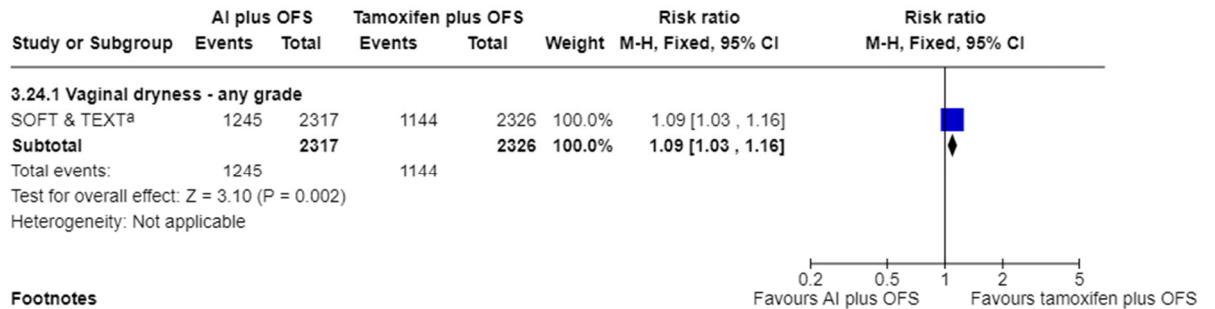 AI plus OFS Tamoxifen plus OFS Risk ratio Risk ratio
Study or Subgroup Events Total Events Total Weight M-H, Fixed, 95% CI M-H, Fixed, 95% CI
3.24.1 Vaginal dryness - any grade
SOFT & TEXTª 1245 2317 1144 2326 100.0% 1.09 [1.03 , 1.16]
Subtotal 2317 2326 100.0% 1.09 [1.03 , 1.16]
Total events: 1245 1144
Test for overall effect: Z = 3.10 (P = 0.002)
Heterogeneity: Not applicable
0.2 0.5 1 2 5
Footnotes Favours AI plus OFS Favours tamoxifen plus OFS